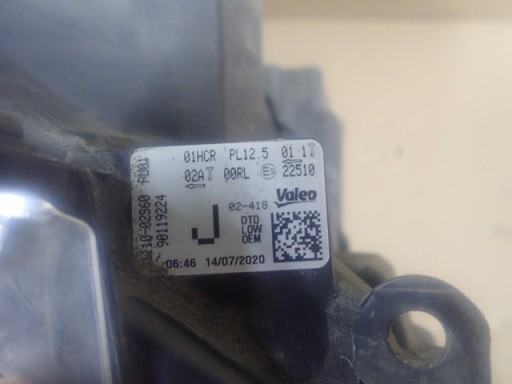 01HCR PL12.5 01 1
02A 00RL 22510
90119224
J
02-418
Valeo
DTD
LOW
OEM
06:46 14/07/2020